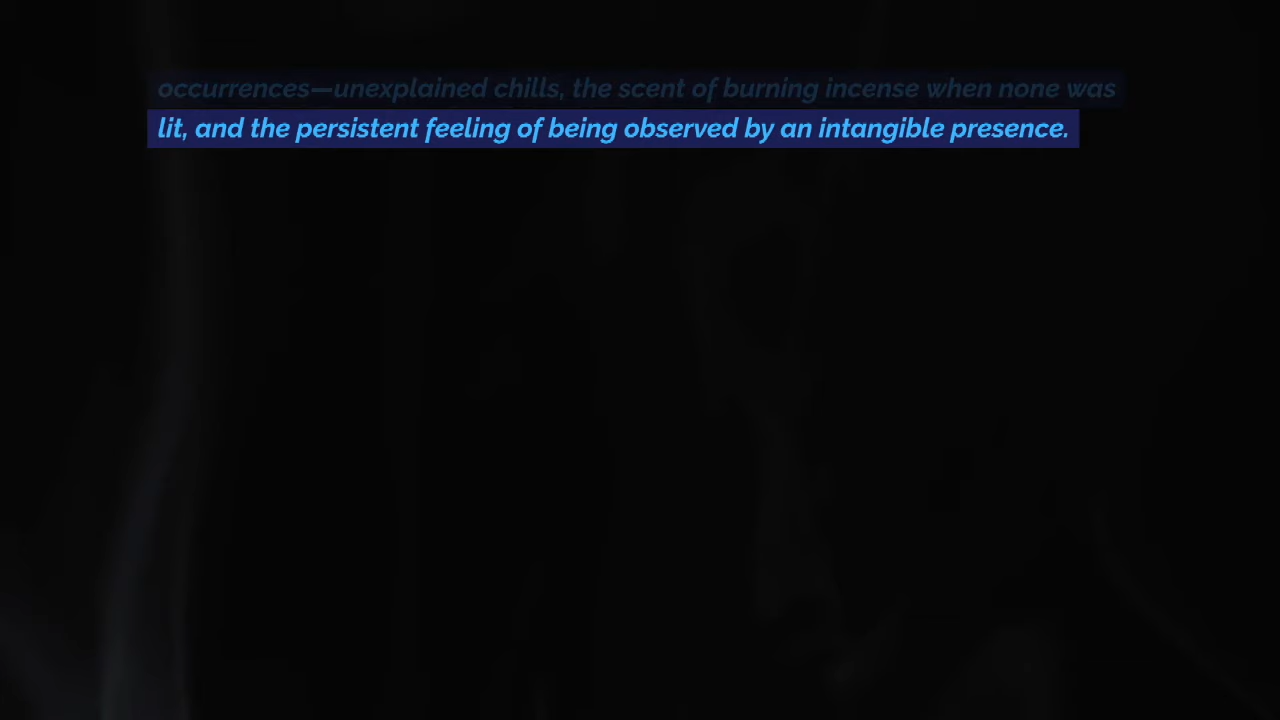 occurrences—unexplained chills, the scent of burning incense when none was
lit, and the persistent feeling of being observed by an intangible presence.